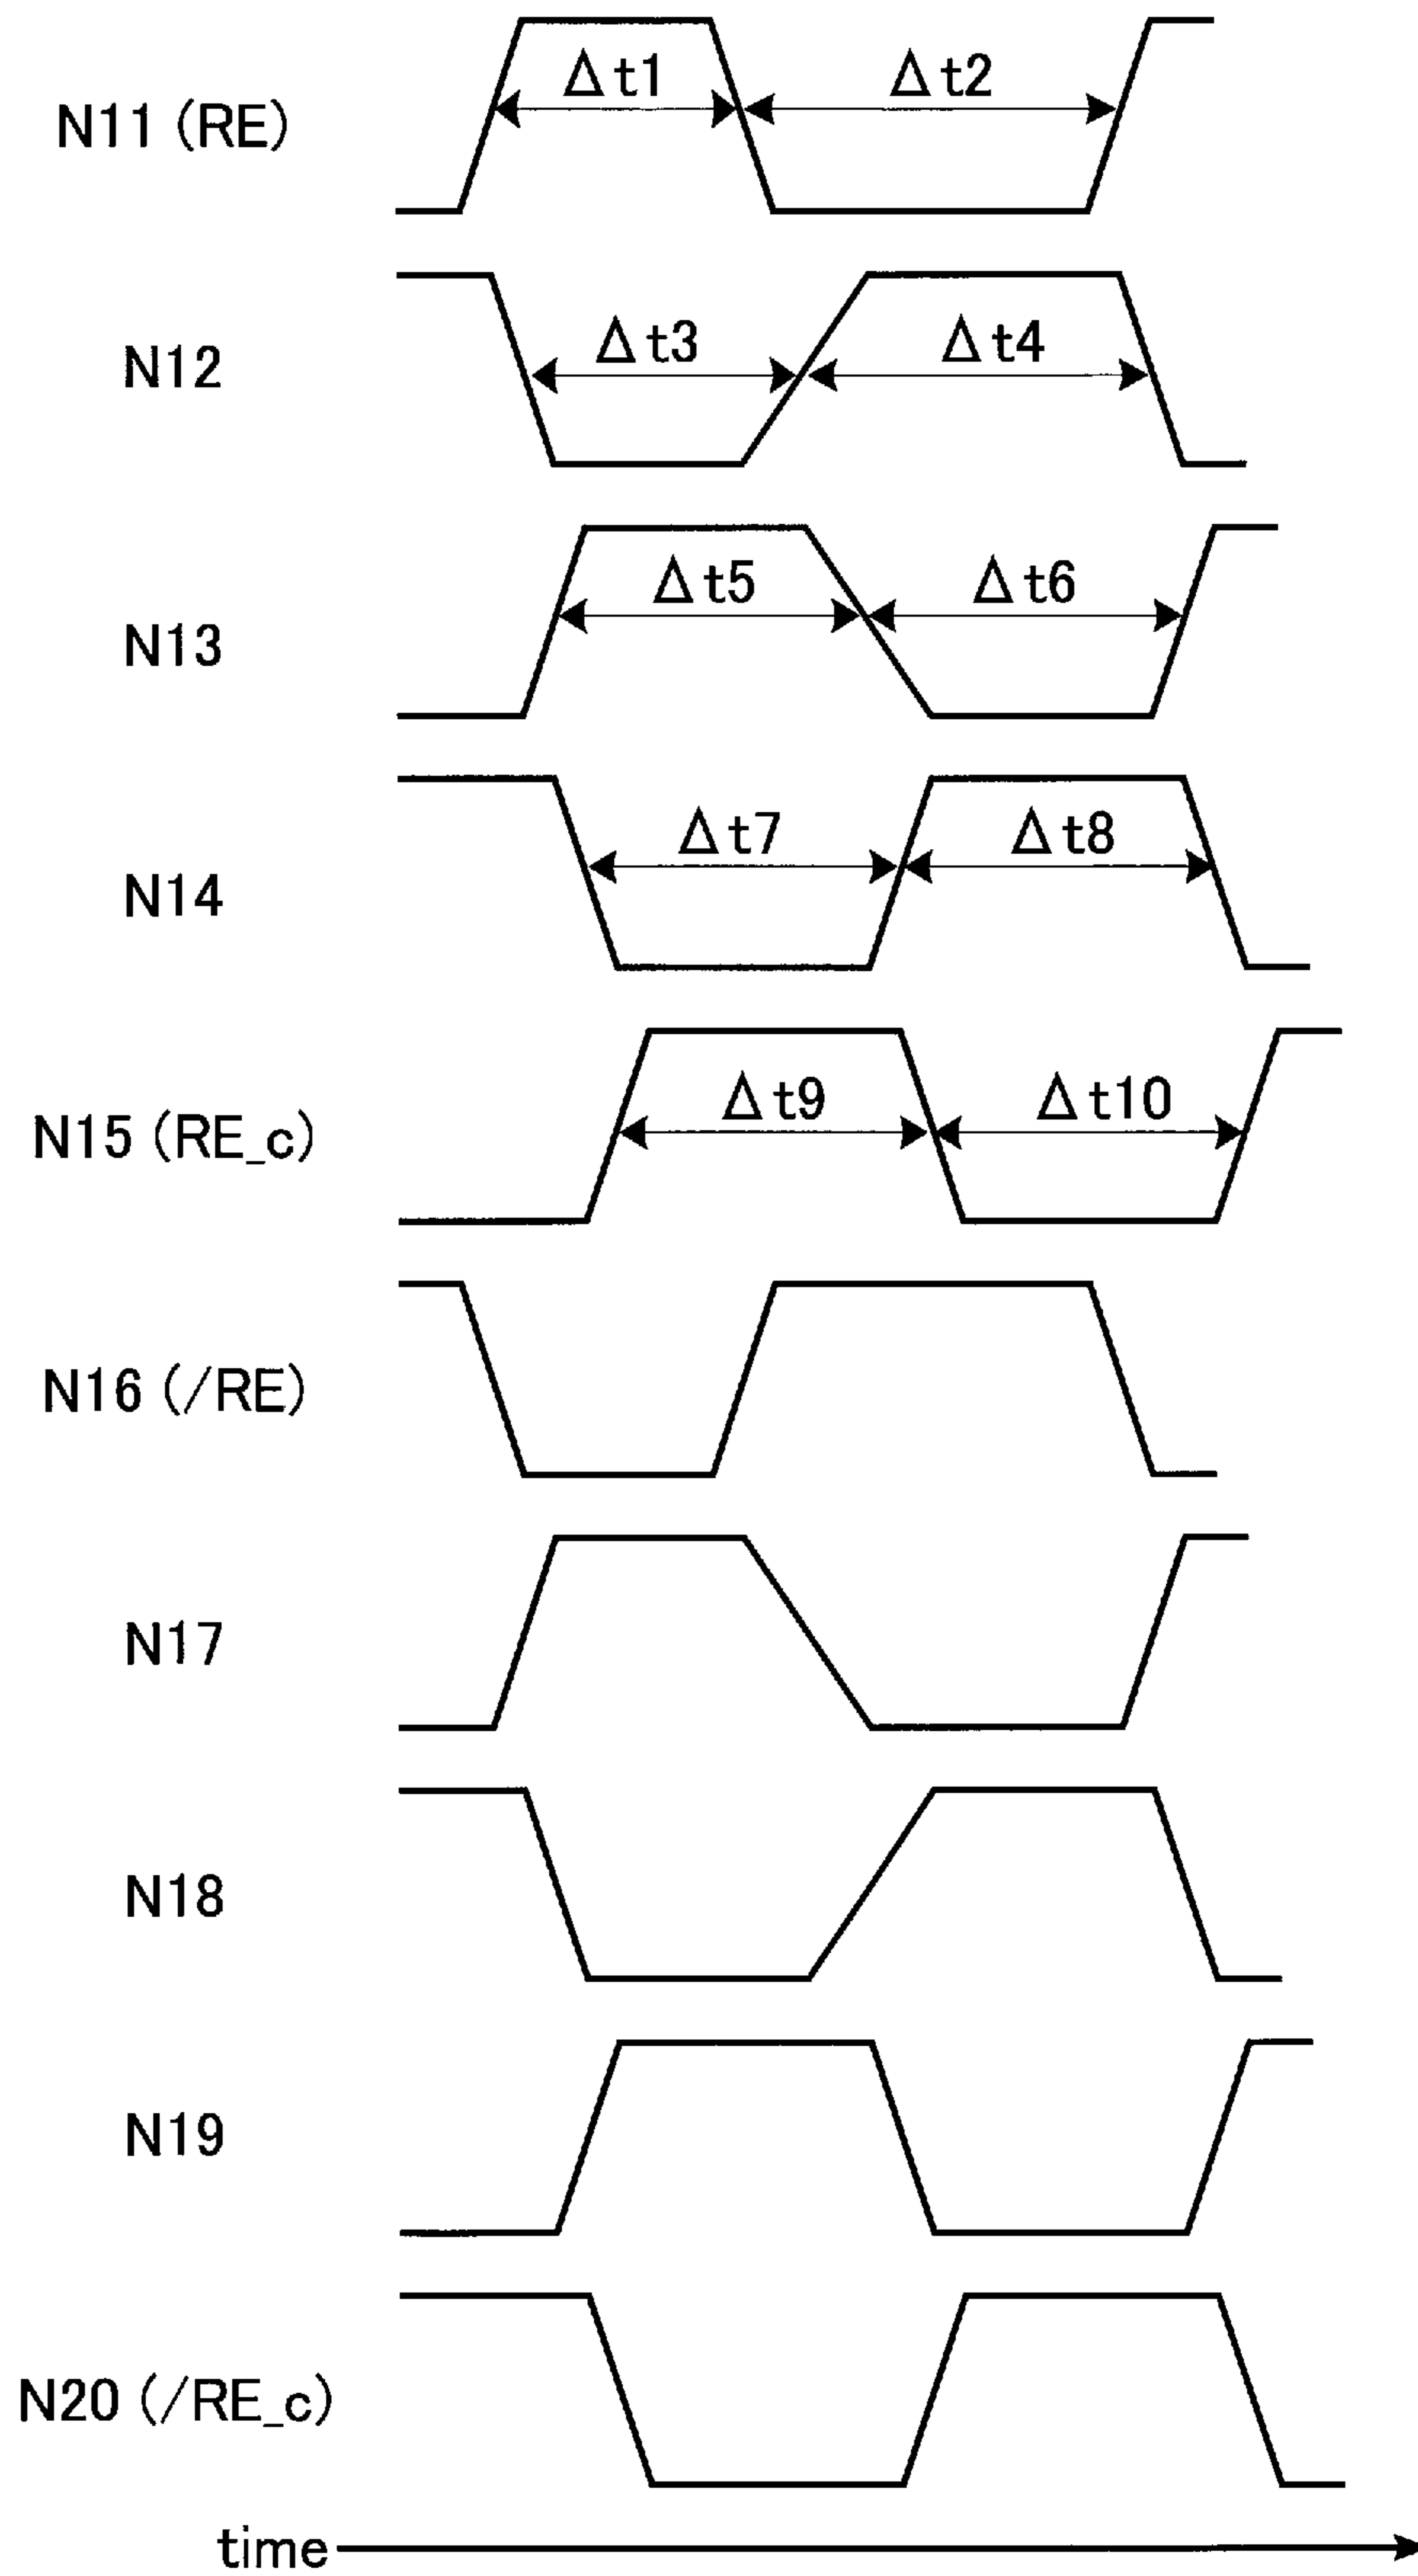 N11 (RE)
Δt1
Δt2
N12
Δt3
Δt4
N13
Δt5
Δt6
N14
Δt7
Δt8
N15 (RE_c)
Δt9
Δt10
N16 (/RE)
N17
N18
N19
N20 (/RE_c)
time